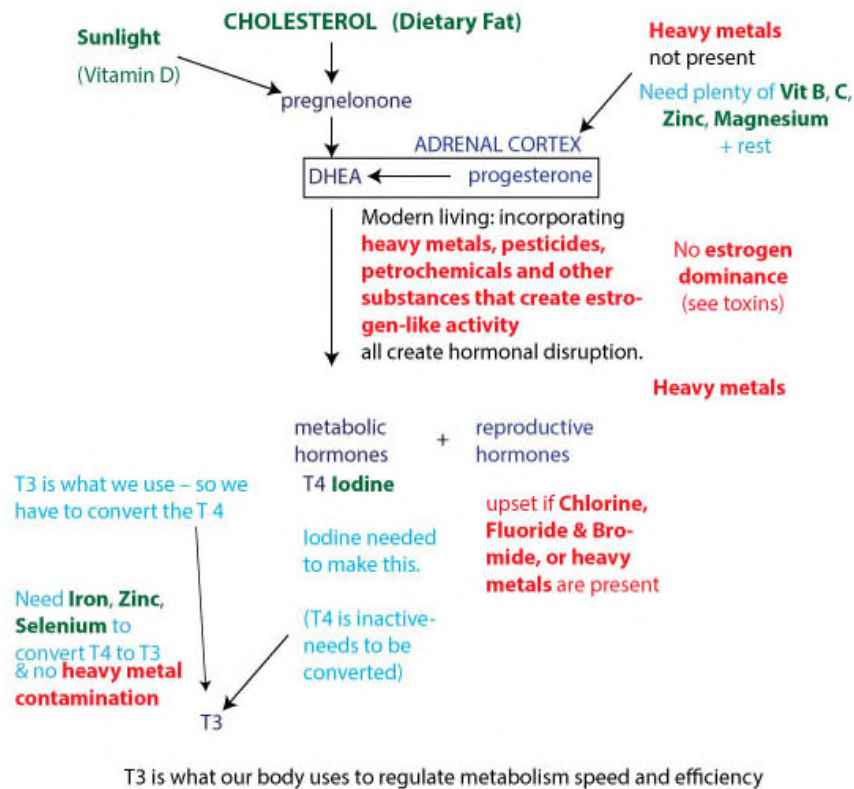 CHOLESTEROL (Dietary Fat)
Sunlight
(Vitamin D)
Heavy metals
not present
Need plenty of Vit B, C,
Zinc, Magnesium
+ rest
pregnelonone
ADRENAL CORTEX
DHEA
progesterone
Modern living: incorporating
heavy metals, pesticides,
petrochemicals and other
substances that create estro-
gen-like activity
all create hormonal disruption.
No estrogen
dominance
(see toxins)
Heavy metals
metabolic
hormones
+
reproductive
hormones
T4 Iodine
T3 is what we use – so we
have to convert the T 4
Iodine needed
to make this.
upset if Chlorine,
Fluoride & Bro-
mide, or heavy
metals are present
Need Iron, Zinc,
Selenium to
convert T4 to T3
& no heavy metal
contamination
(T4 is inactive-
needs to be
converted)
T3
T3 is what our body uses to regulate metabolism speed and efficiency